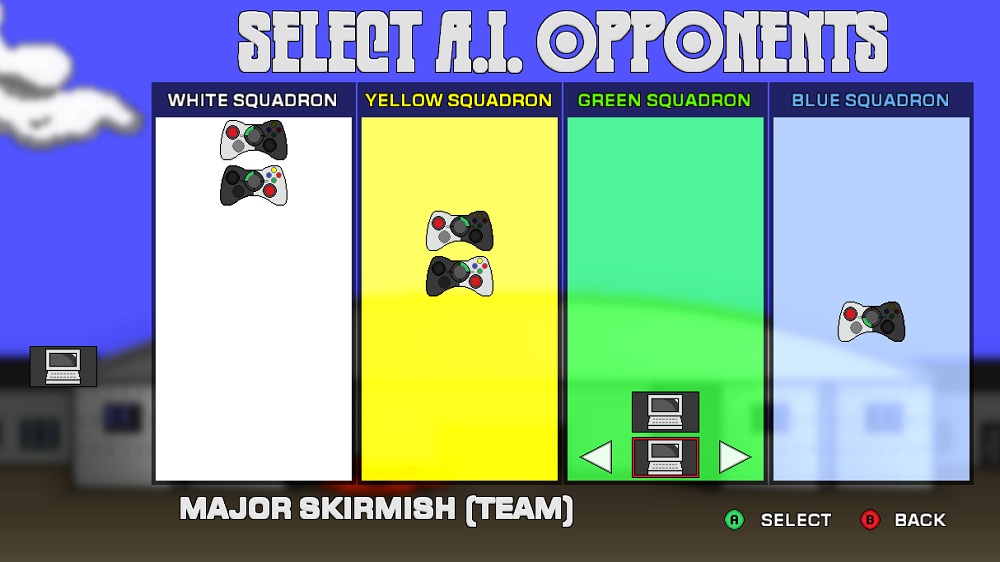 SELECT A.I. OPPONENTS
WHITE SQUADRON
YELLOW SQUADRON
GREEN SQUADRON
BLUE SQUADRON
MAJOR SKIRMISH (TEAM)
A SELECT B BACK